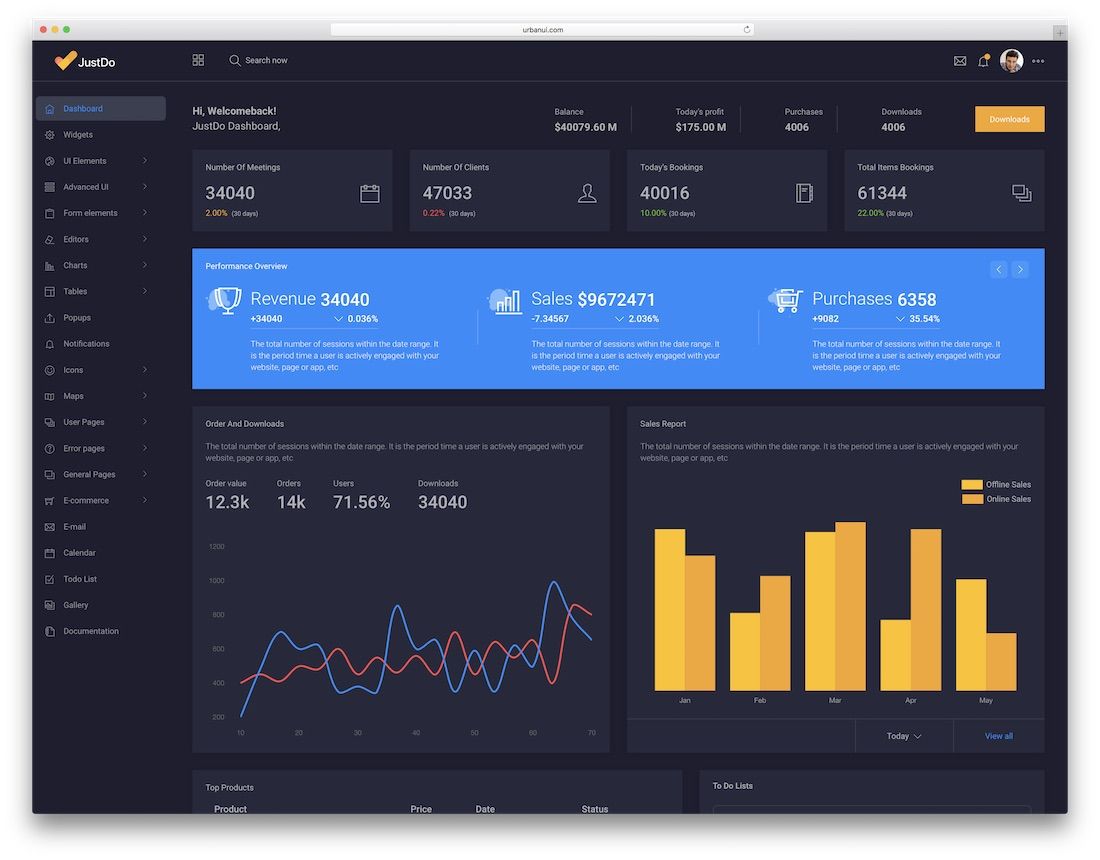 urbanui.com
JustDo
Search now
Dashboard
Widgets
UI Elements
Advanced UI
Form elements
Editors
Charts
Tables
Popups
Notifications
Icons
Maps
User Pages
Error pages
General Pages
E-commerce
E-mail
Calendar
Todo List
Gallery
Documentation
Hi, Welcomeback!
JustDo Dashboard,
Balance
$40079.60 M
Today's profit
$175.00 M
Purchases
4006
Downloads
4006
Downloads
Number Of Meetings
34040
2.00% (30 days)
Number Of Clients
47033
0.22% (30 days)
Today's Bookings
40016
10.00% (30 days)
Total Items Bookings
61344
22.00% (30 days)
Performance Overview
Revenue 34040
+34040 0.036%
The total number of sessions within the date range. It
is the period time a user is actively engaged with your
website, page or app, etc
Sales $9672471
-7.34567 2.036%
The total number of sessions within the date range. It
is the period time a user is actively engaged with your
website, page or app, etc
Purchases 6358
+9082 35.54%
The total number of sessions within the date range. It
is the period time a user is actively engaged with your
website, page or app, etc
Order And Downloads
The total number of sessions within the date range. It is the period time a user is actively engaged with your
website, page or app, etc
Order value
12.3k
Orders
14k
Users
71.56%
Downloads
34040
1200
1000
800
600
400
200
10 20 30 40 50 60 70
Sales Report
The total number of sessions within the date range. It is the period time a user is actively engaged with your
website, page or app, etc
Offline Sales
Online Sales
Jan Feb Mar Apr May
Today
View all
Top Products
Product Price Date Status
To Do Lists